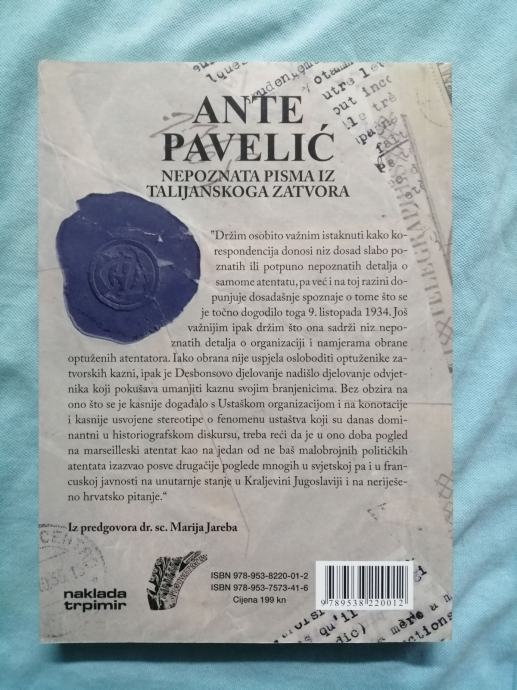 ANTE
PAVELIĆ
NEPOZNATA PISMA IZ
TALIJANSKOGA ZATVORA
"Držim osobito važnim istaknuti kako ko-
respondencija donosi niz dosad slabo po-
znatih ili potpuno nepoznatih detalja o
samome atentatu, pa već i na toj razini do-
punjuje dosadašnje spoznaje o tome što se
je točno dogodilo toga 9. listopada 1934. Još
važnijim ipak držim što ona sadrži niz nepo-
znatih detalja o organizaciji i namjerama obrane
optuženih atentatora. Iako obrana nije uspjela osloboditi optuženike za-
tvorskih kazni, ipak je Desbonsovo djelovanje nadišlo djelovanje odvjet-
nika koji pokušava umanjiti kaznu svojim branjenicima. Bez obzira na
ono što se je kasnije događalo s Ustaškom organizacijom i na konotacije
i kasnije usvojene stereotipe o fenomenu ustaštva koji su danas domi-
nantni u historiografskom diskursu, treba reći da je u ono doba pogled
na marseilleski atentat kao na jedan od ne baš malobrojnih političkih
atentata izazvao posve drugačije poglede mnogih u svjetskoj pa i u fran-
cuskoj javnosti na unutarnje stanje u Kraljevini Jugoslaviji i na neriješe-
no hrvatsko pitanje."
Iz predgovora dr. sc. Marija Jareba
naklada
trpimir
ISBN 978-953-8220-01-2
ISBN 978-953-7573-41-6
Cijena 199 kn
9789538220012